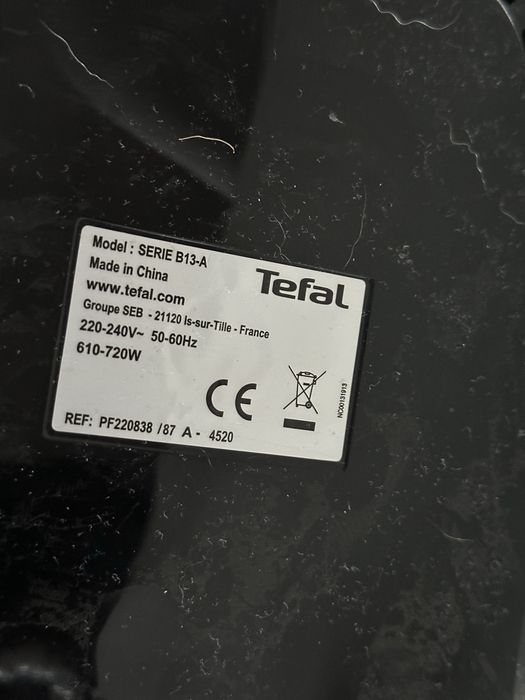 Model : SERIE B13-A
Made in China
www.tefal.com
Groupe SEB - 21120 Is-sur-Tille - France
220-240V~ 50-60Hz
610-720W
Tefal
CE
NC00131913
REF: PF220838 /87 A - 4520